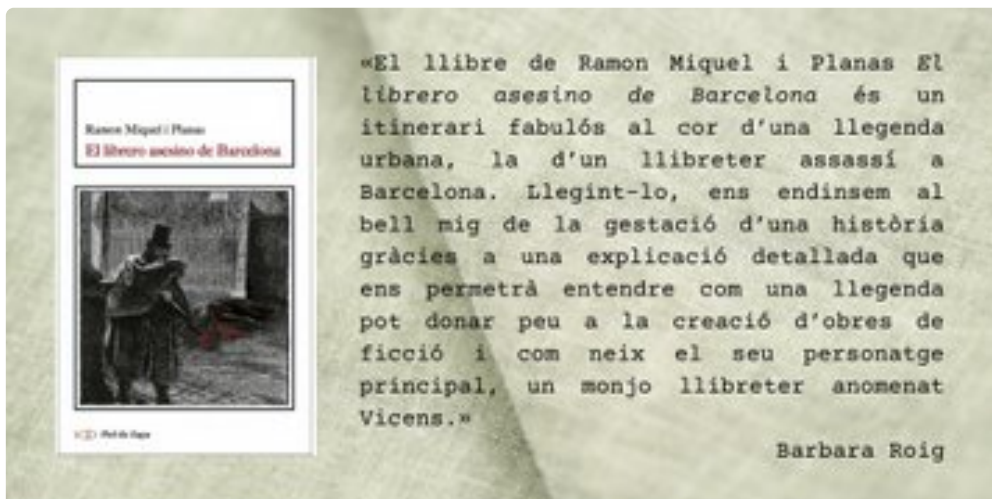 Ramon Miquel i Planas
El librero asesino de Barcelona
«El llibre de Ramon Miquel i Planas El
librero asesino de Barcelona és un
itinerari fabulós al cor d'una llegenda
urbana, la d'un llibreter assassí a
Barcelona. Llegint-lo, ens endinsem al
bell mig de la gestació d'una història
gràcies a una explicació detallada que
ens permetrà entendre com una llegenda
pot donar peu a la creació d'obres de
ficció i com neix el seu personatge
principal, un monjo llibreter anomenat
Vicens.»
Barbara Roig